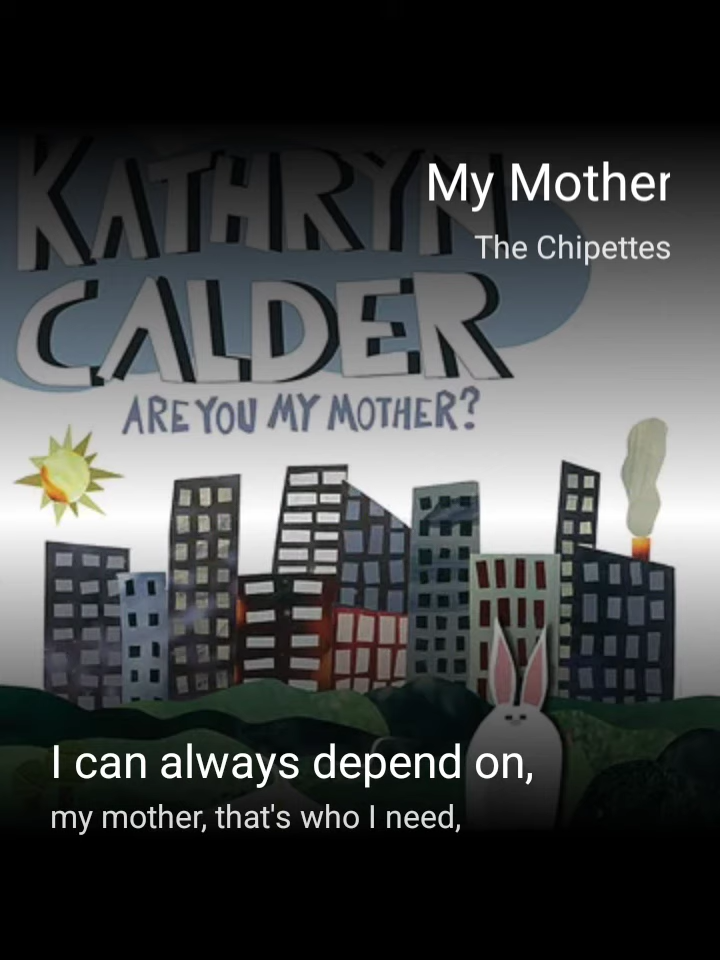 KATHRYN
CALDER
ARE YOU MY MOTHER?
My Mother
The Chipettes
I can always depend on,
my mother, that's who I need,